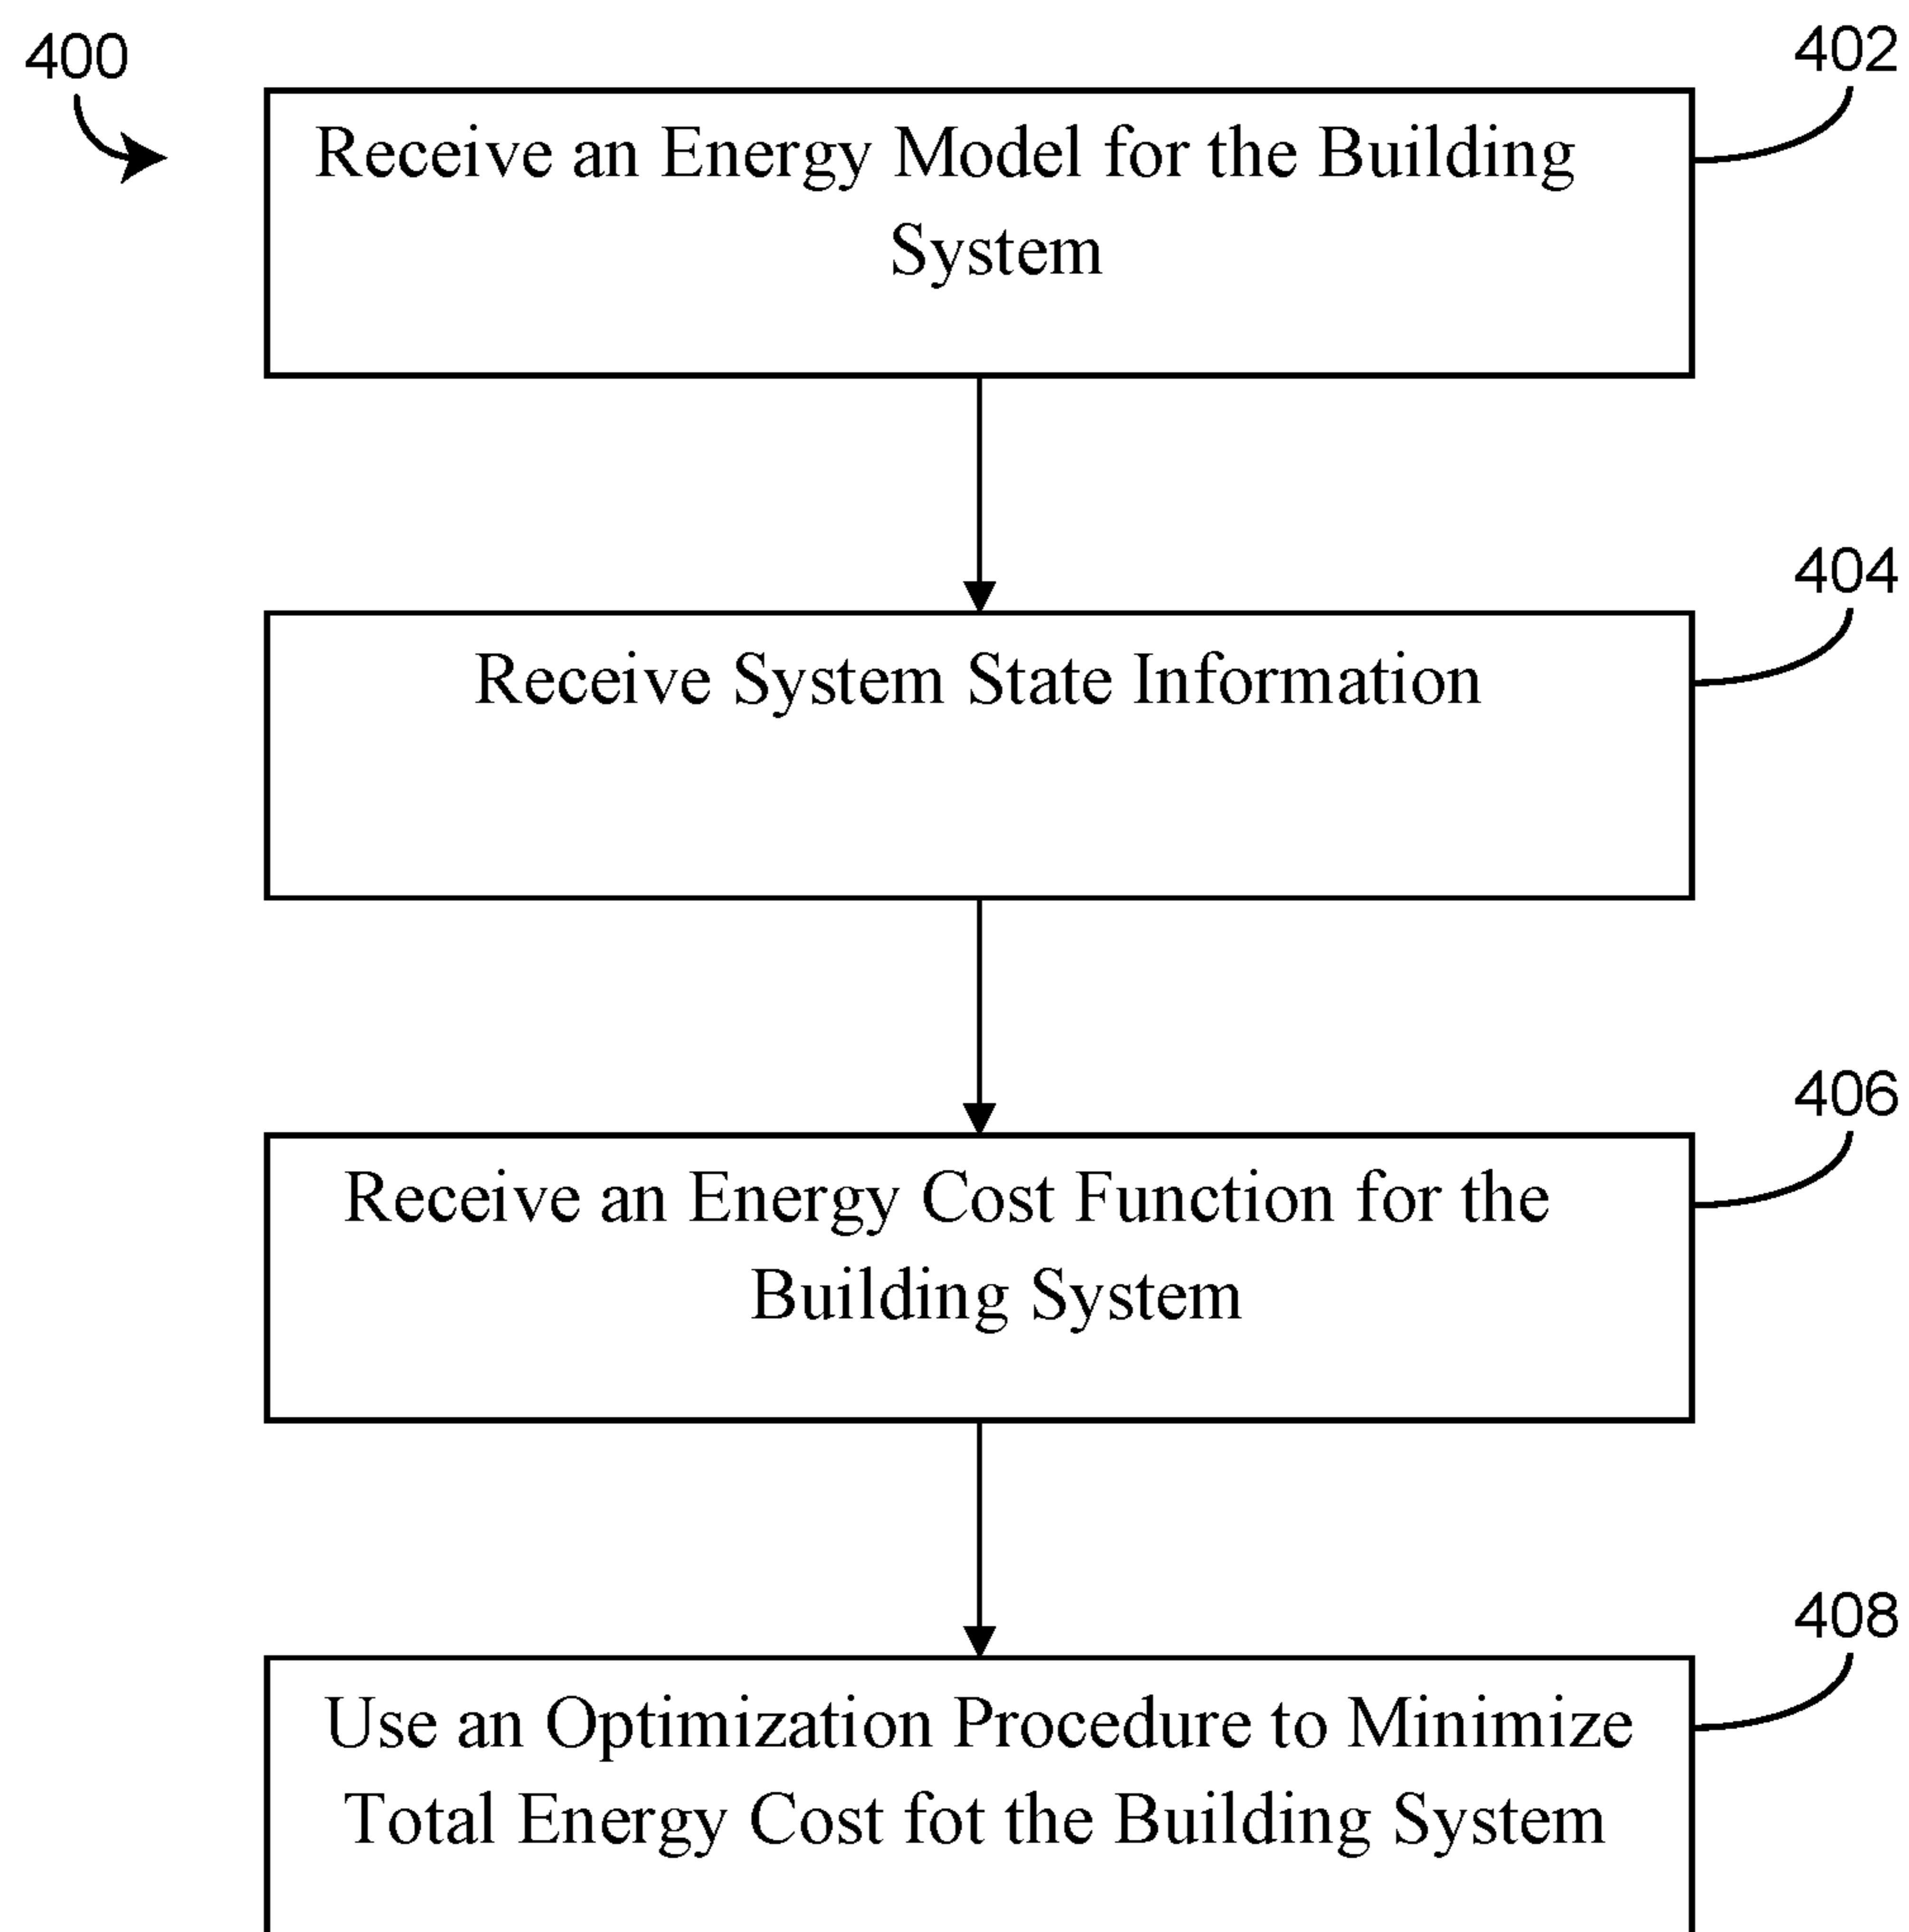 400
402
Receive an Energy Model for the Building
System
404
Receive System State Information
406
Receive an Energy Cost Function for the
Building System
408
Use an Optimization Procedure to Minimize
Total Energy Cost fot the Building System